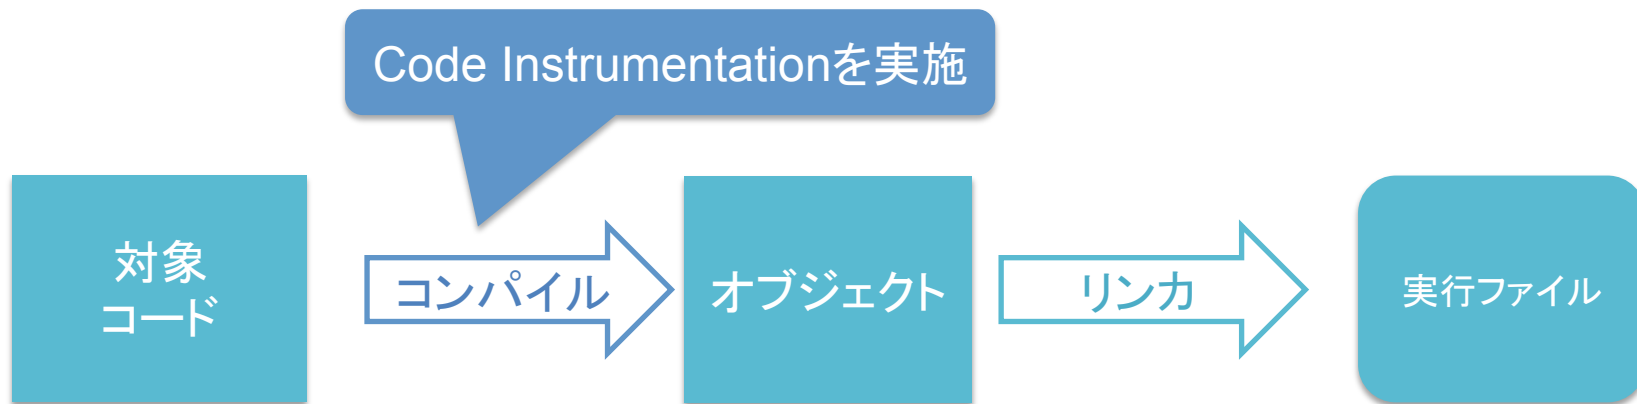 Code Instrumentationを実施
対象
コード
コンパイル
オブジェクト
リンカ
実行ファイル